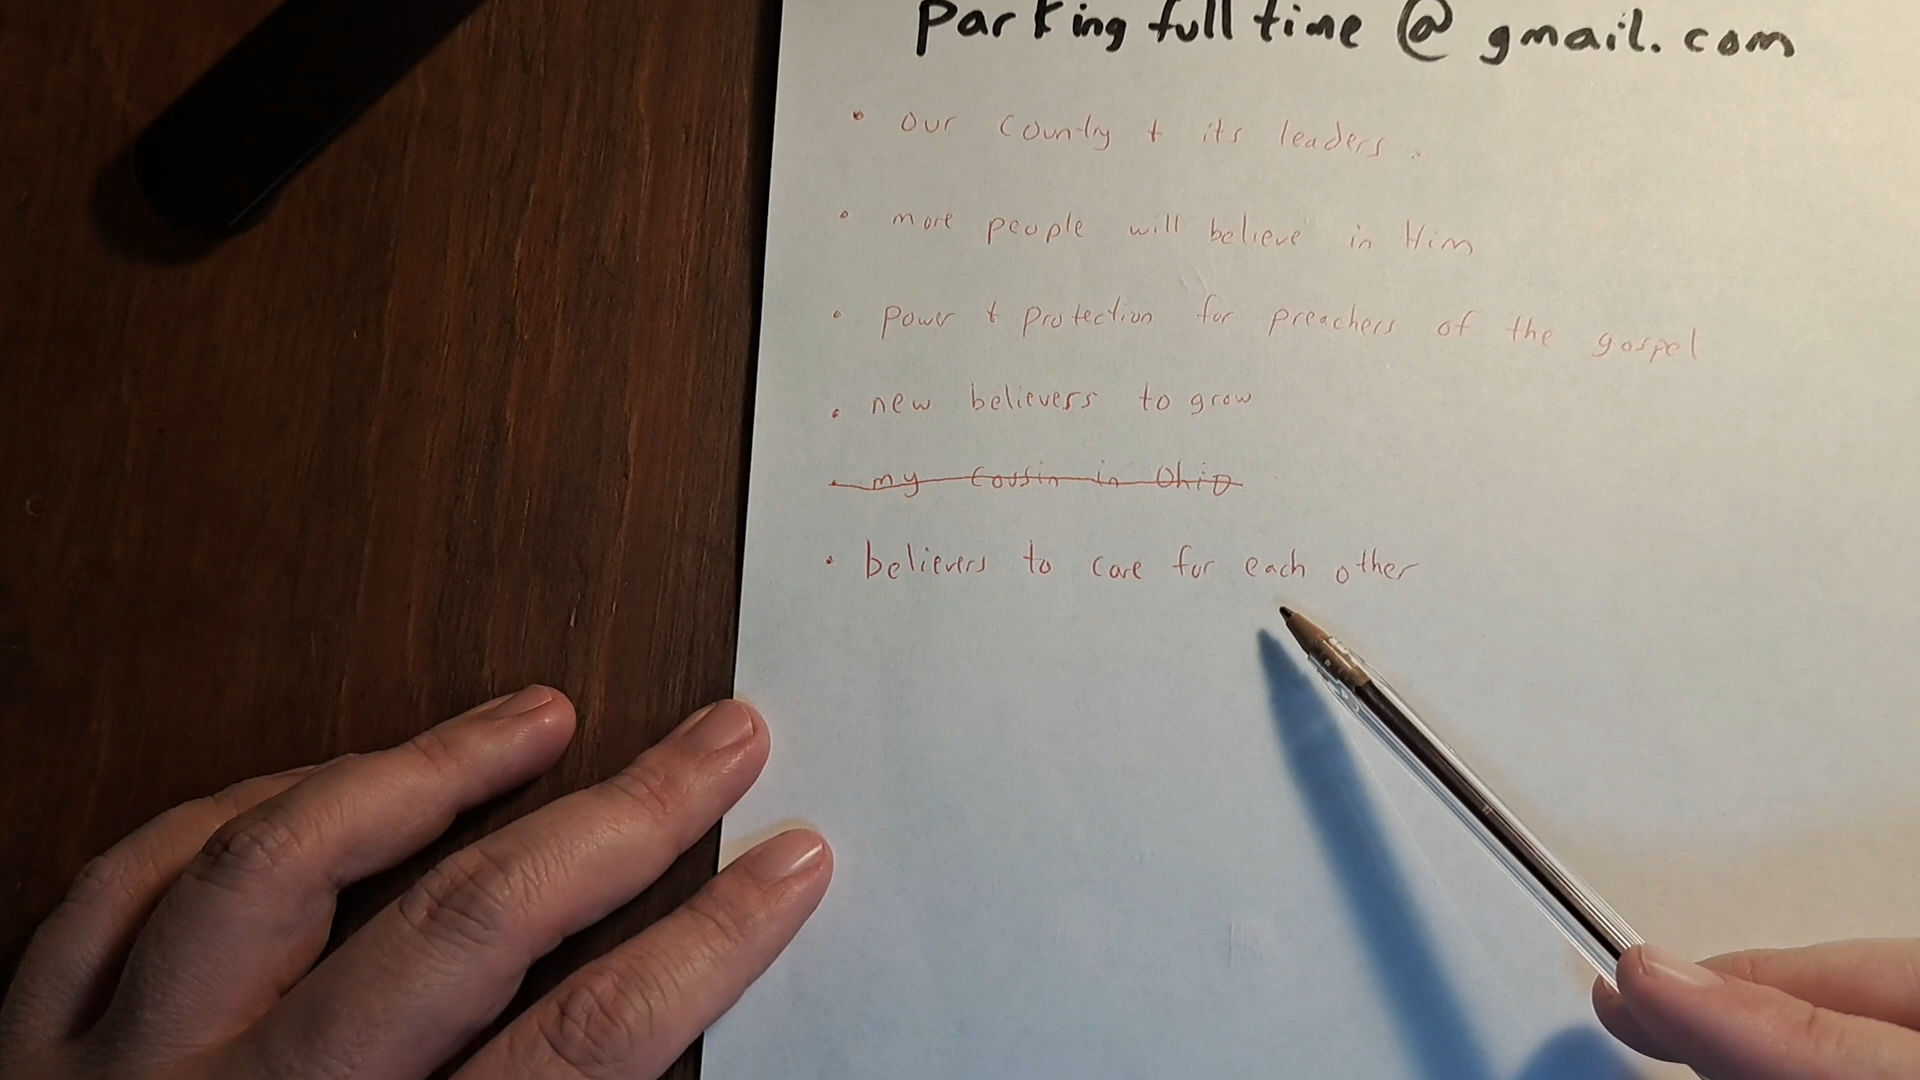 parking full time @ gmail.com
• our country + its leaders.
• more people will believe in Him
• power + protection for preachers of the gospel
• new believers to grow
• my cousin in Ohio
• believers to care for each other